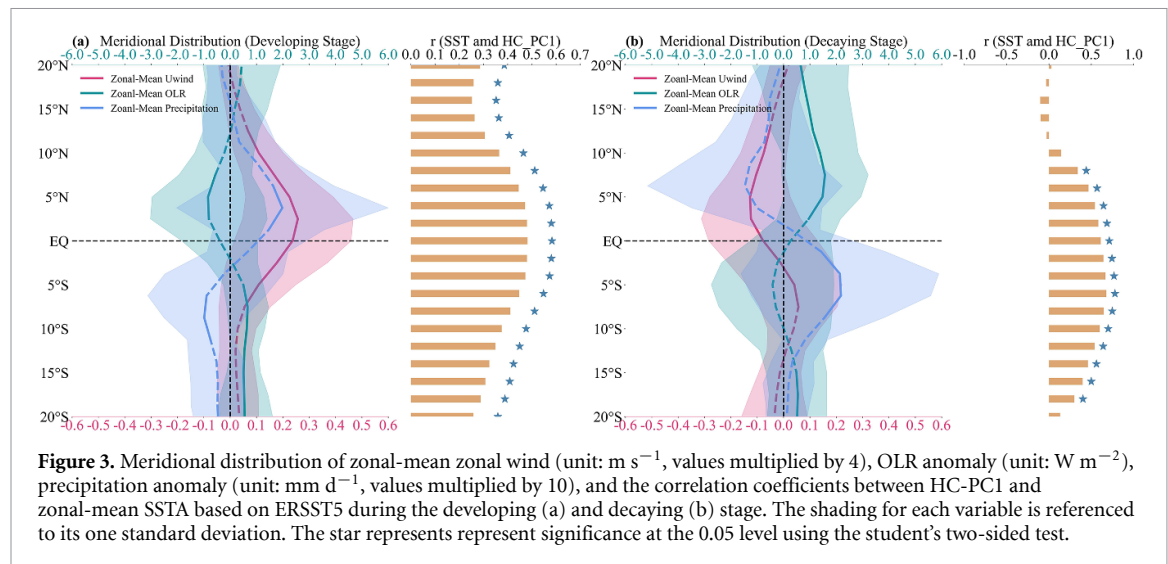 (a) Meridional Distribution (Developing Stage) r (SST amd HC_PC1) (b) Meridional Distribution (Decaying Stage) r (SST amd HC_PC1)
-6.0 -5.0 -4.0 -3.0 -2.0 -1.0 0.0 1.0 2.0 3.0 4.0 5.0 6.0 0.0 0.1 0.2 0.3 0.4 0.5 0.6 0.7 -6.0 -5.0 -4.0 -3.0 -2.0 -1.0 0.0 1.0 2.0 3.0 4.0 5.0 6.0 -1.0 -0.5 0.0 0.5 1.0
20°N 20°N
Zoanl-Mean Uwind Zoanl-Mean Uwind
Zoanl-Mean OLR Zoanl-Mean OLR
15°N Zoanl-Mean Precipitation 15°N Zoanl-Mean Precipitation
10°N 10°N
5°N 5°N
EQ EQ
5°S 5°S
10°S 10°S
15°S 15°S
20°S 20°S
-0.6 -0.5 -0.4 -0.3 -0.2 -0.1 0.0 0.1 0.2 0.3 0.4 0.5 0.6 -0.6 -0.5 -0.4 -0.3 -0.2 -0.1 0.0 0.1 0.2 0.3 0.4 0.5 0.6
Figure 3. Meridional distribution of zonal-mean zonal wind (unit: m s⁻¹, values multiplied by 4), OLR anomaly (unit: W m⁻²),
precipitation anomaly (unit: mm d⁻¹, values multiplied by 10), and the correlation coefficients between HC-PC1 and
zonal-mean SSTA based on ERSST5 during the developing (a) and decaying (b) stage. The shading for each variable is referenced
to its one standard deviation. The star represents represent significance at the 0.05 level using the student's two-sided test.